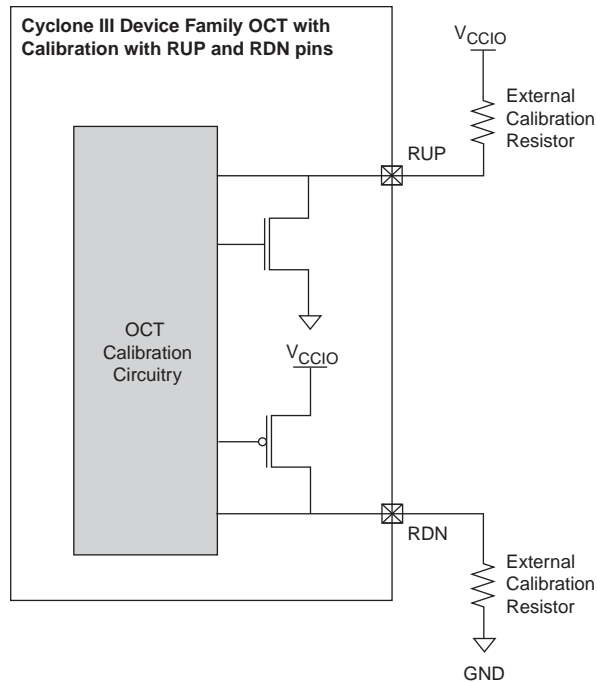 Cyclone III Device Family OCT with
Calibration with RUP and RDN pins
VCCIO
External
Calibration
Resistor
RUP
OCT
Calibration
Circuitry
VCCIO
RDN
External
Calibration
Resistor
GND